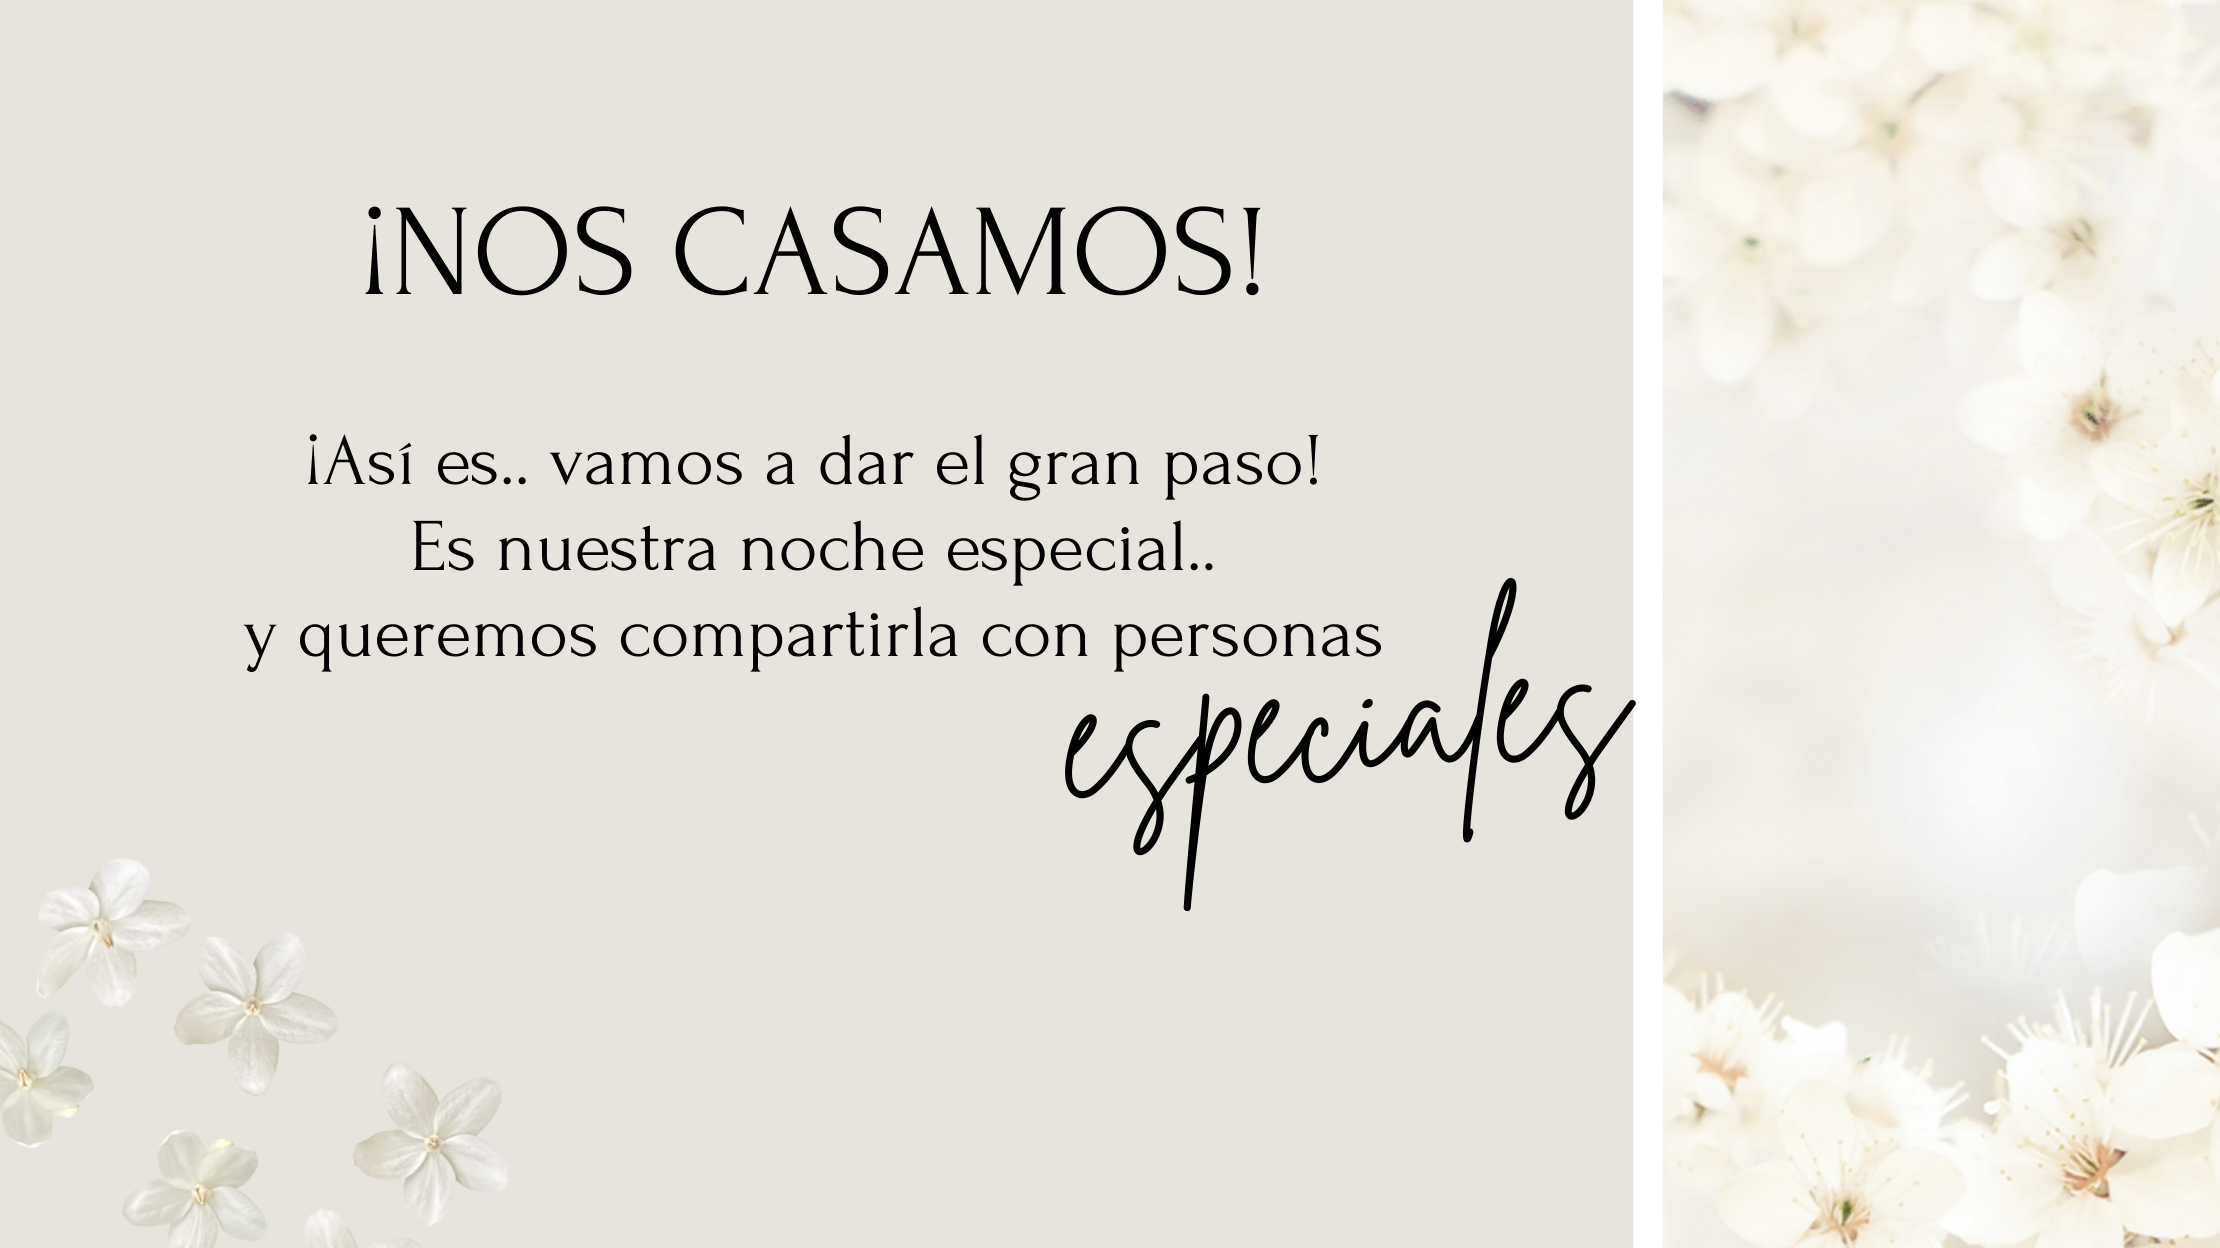 ¡NOS CASAMOS!
¡Así es.. vamos a dar el gran paso!
Es nuestra noche especial..
y queremos compartirla con personas
especiales